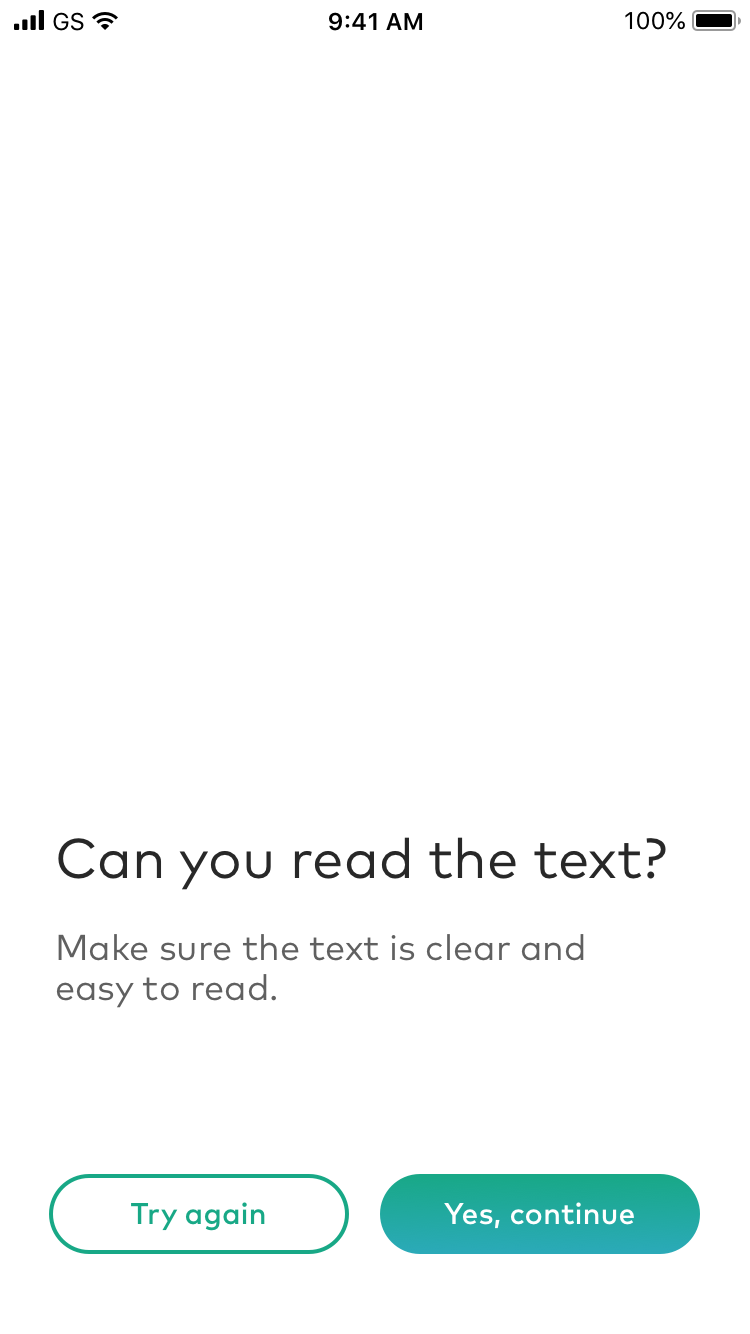 GS 9:41 AM 100%
Can you read the text?
Make sure the text is clear and
easy to read.
Try again Yes, continue